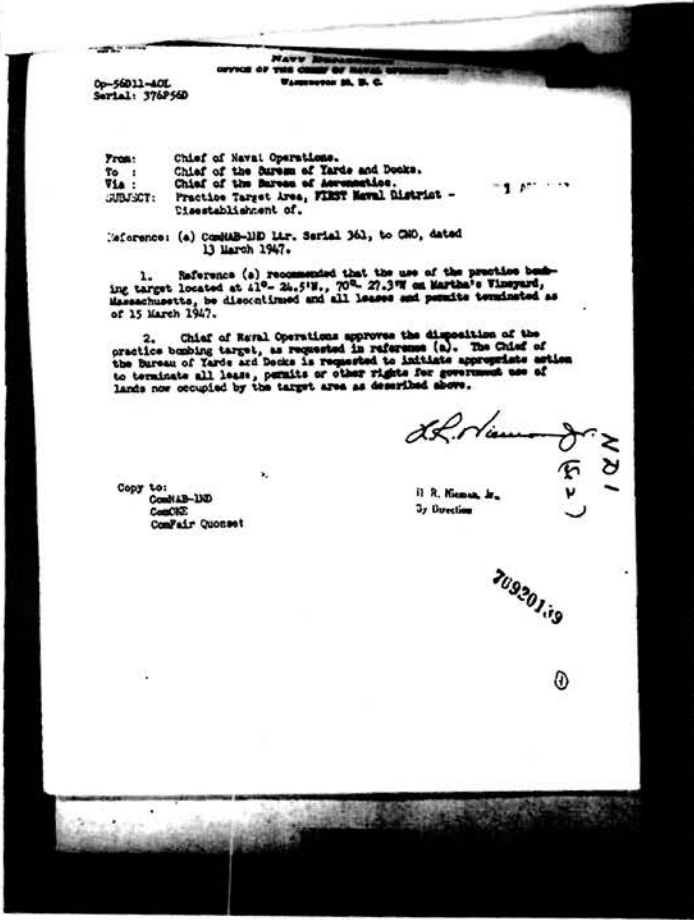 NAVY DEPARTMENT
OFFICE OF THE CHIEF OF NAVAL OPERATIONS
WASHINGTON 25, D. C.
Op-56D11-AOL
Serial: 376P56D
From: Chief of Naval Operations.
To : Chief of the Bureau of Yards and Docks.
Via : Chief of the Bureau of Aeronautics.
SUBJECT: Practice Target Area, FIRST Naval District -
Disestablishment of.
Reference: (a) ComNAB-1ND Ltr. Serial 361, to CNO, dated
13 March 1947.
1. Reference (a) recommended that the use of the practice bomb-
ing target located at 41°- 24.5'N., 70°- 27.3'W on Martha's Vineyard,
Massachusetts, be discontinued and all leases and permits terminated as
of 15 March 1947.
2. Chief of Naval Operations approves the disposition of the
practice bombing target, as requested in reference (a). The Chief of
the Bureau of Yards and Docks is requested to initiate appropriate action
to terminate all lease, permits or other rights for government use of
lands now occupied by the target area as described above.
Copy to:
ComNAB-1ND
ComONE
ComFair Quonset
R. Nieman, Jr.
By Direction
NRI
(52)
1